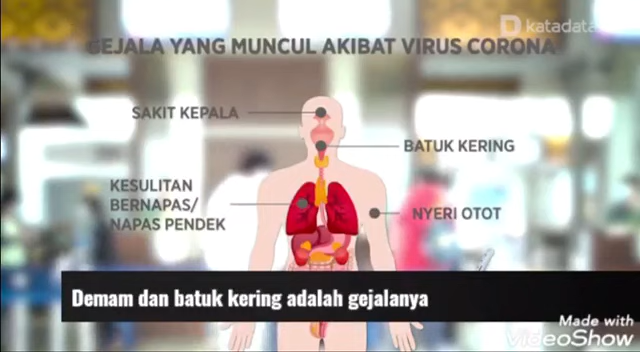 katadata
GEJALA YANG MUNCUL AKIBAT VIRUS CORONA
SAKIT KEPALA
BATUK KERING
KESULITAN
BERNAPAS/
NAPAS PENDEK
NYERI OTOT
Demam dan batuk kering adalah gejalanya
Made with
VideoShow